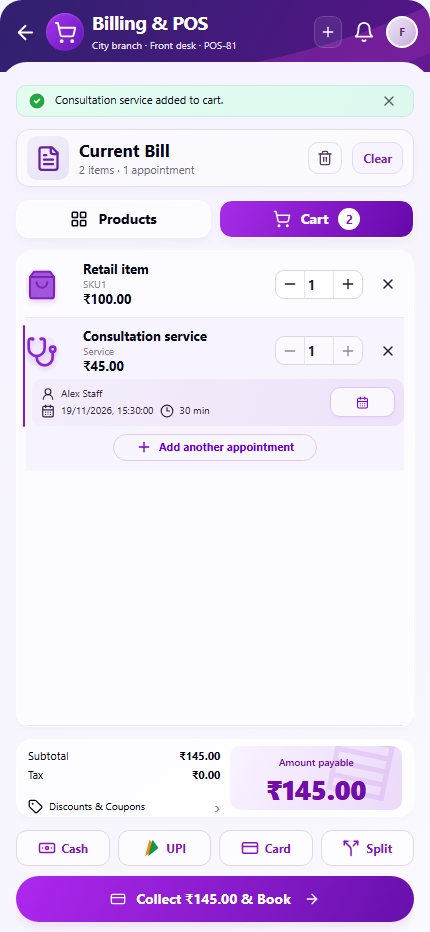 Billing & POS
City branch · Front desk · POS-81
F
Consultation service added to cart.
Current Bill
2 items · 1 appointment
Clear
Products
Cart 2
Retail item
SKU1
₹100.00
1
Consultation service
Service
₹45.00
1
Alex Staff
19/11/2026, 15:30:00 30 min
Add another appointment
Subtotal ₹145.00
Tax ₹0.00
Discounts & Coupons
Amount payable
₹145.00
Cash
UPI
Card
Split
Collect ₹145.00 & Book